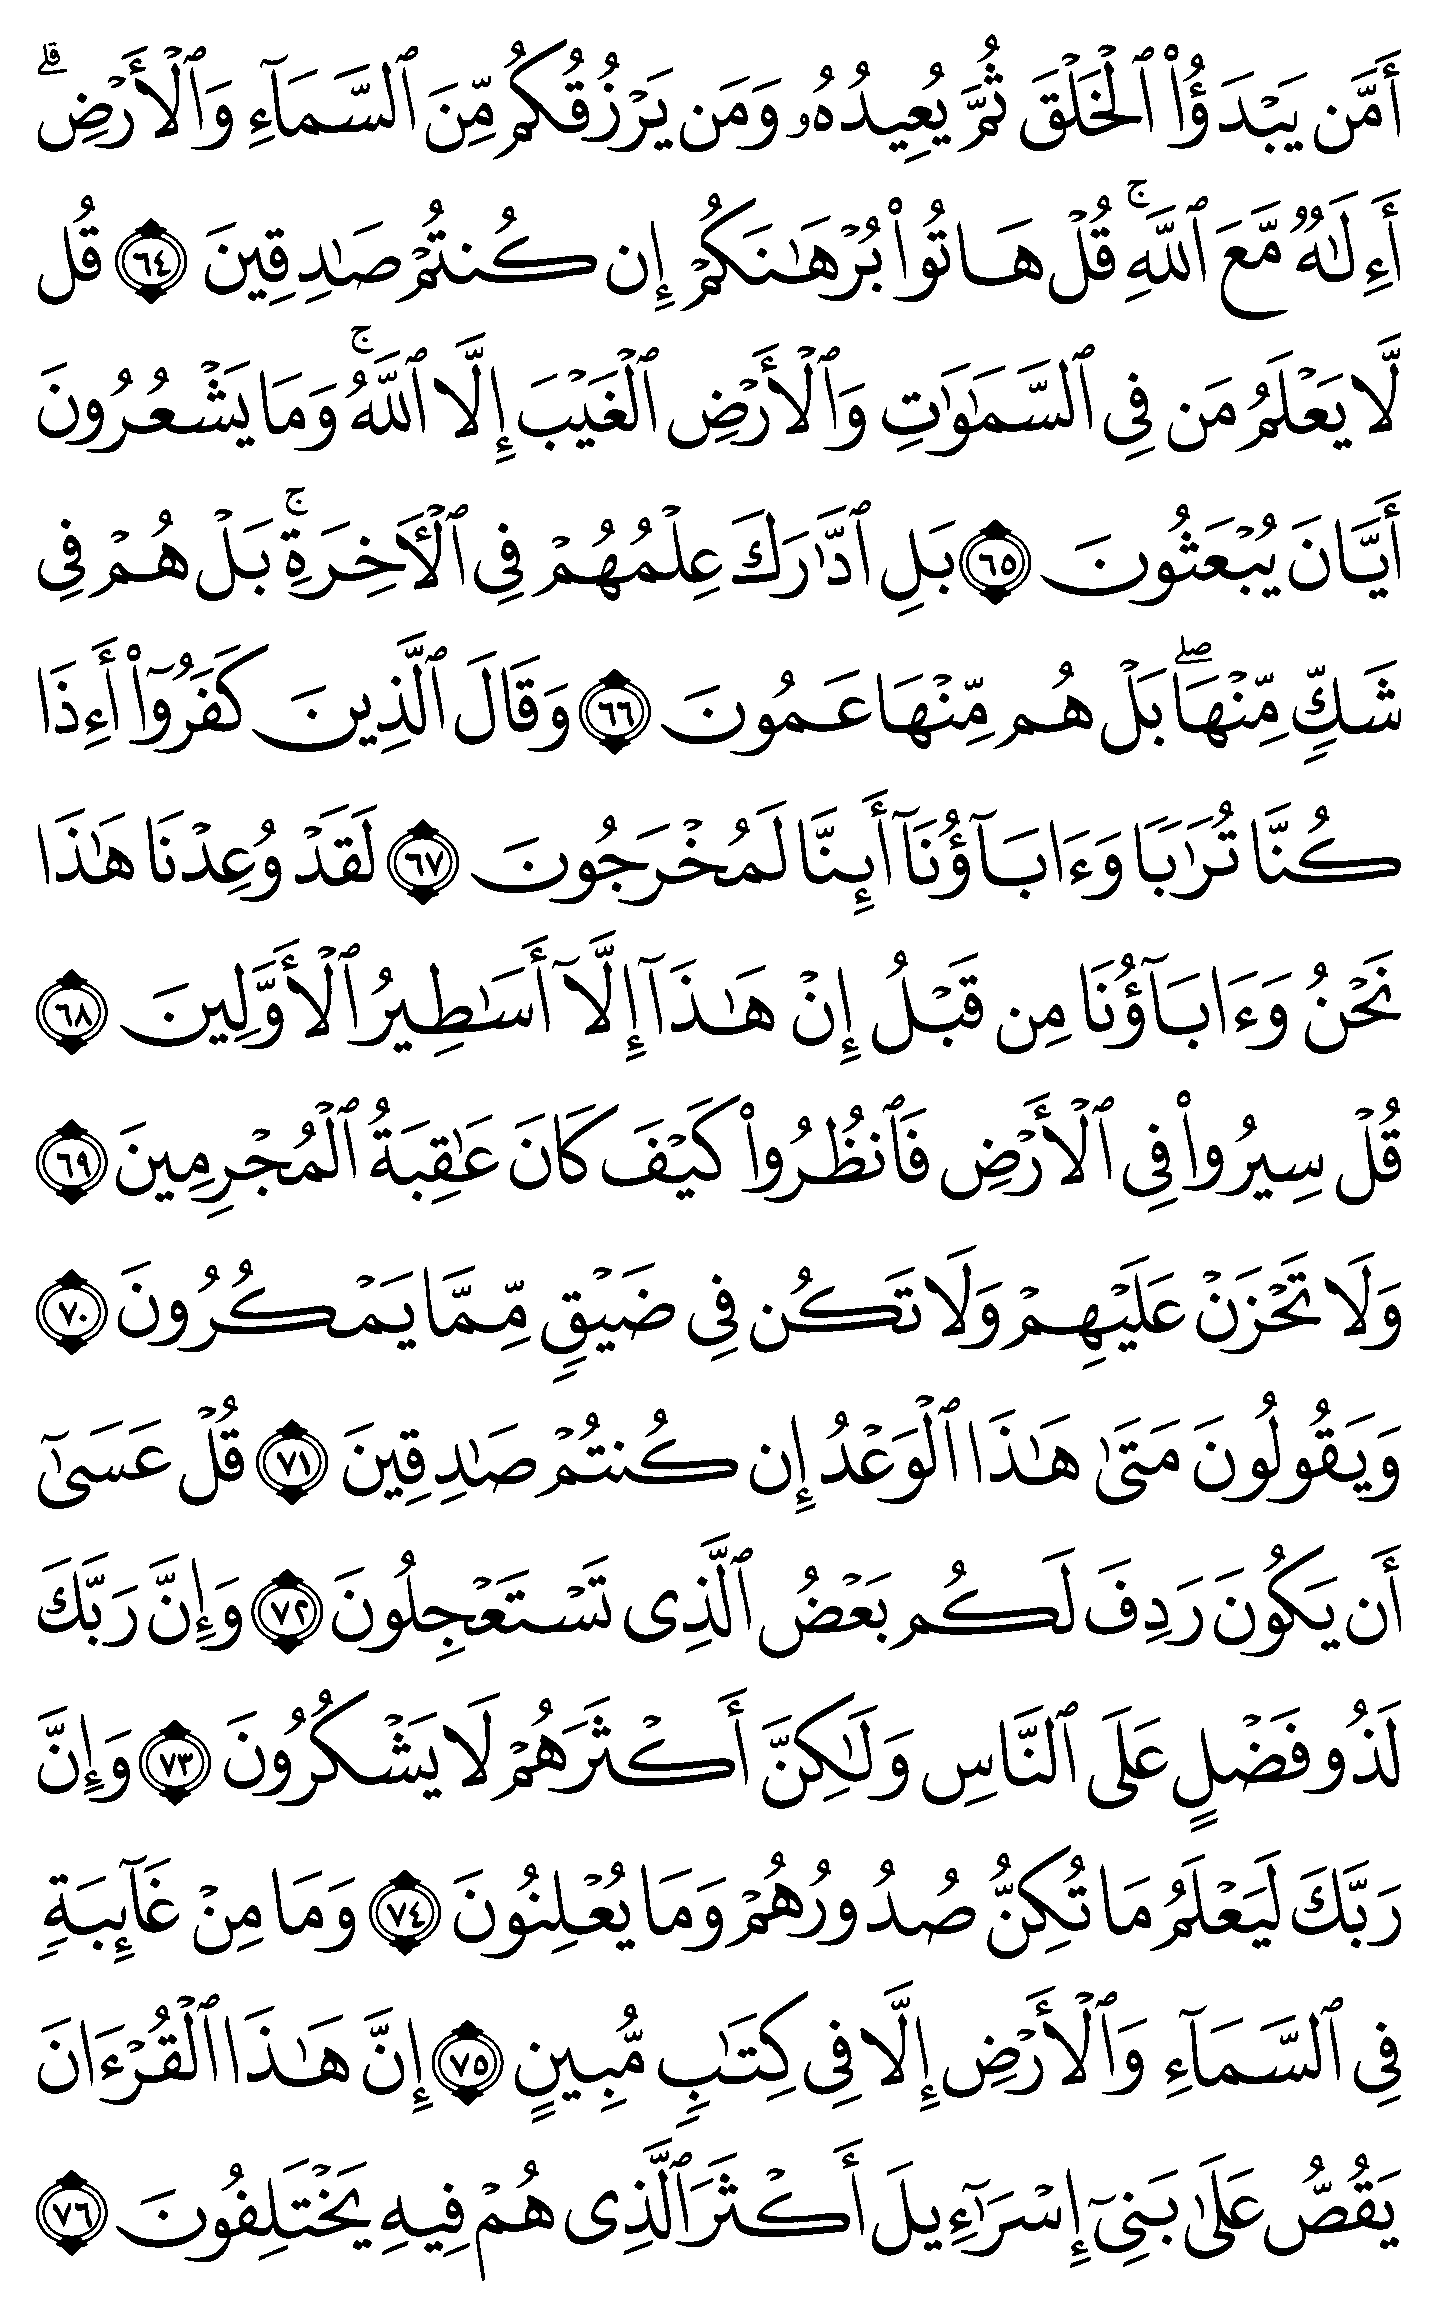 أَمَّن يَبۡدَؤُاْ ٱلۡخَلۡقَ ثُمَّ يُعِيدُهُۥ وَمَن يَرۡزُقُكُم مِّنَ ٱلسَّمَآءِ وَٱلۡأَرۡضِۗ
أَءِلَٰهٞ مَّعَ ٱللَّهِۚ قُلۡ هَاتُواْ بُرۡهَٰنَكُمۡ إِن كُنتُمۡ صَٰدِقِينَ ٦٤ قُل
لَّا يَعۡلَمُ مَن فِي ٱلسَّمَٰوَٰتِ وَٱلۡأَرۡضِ ٱلۡغَيۡبَ إِلَّا ٱللَّهُۚ وَمَا يَشۡعُرُونَ
أَيَّانَ يُبۡعَثُونَ ٦٥ بَلِ ٱدَّٰرَكَ عِلۡمُهُمۡ فِي ٱلۡأٓخِرَةِۚ بَلۡ هُمۡ فِي
شَكّٖ مِّنۡهَاۖ بَلۡ هُم مِّنۡهَا عَمُونَ ٦٦ وَقَالَ ٱلَّذِينَ كَفَرُوٓاْ أَءِذَا
كُنَّا تُرَٰبٗا وَءَابَآؤُنَآ أَئِنَّا لَمُخۡرَجُونَ ٦٧ لَقَدۡ وُعِدۡنَا هَٰذَا
نَحۡنُ وَءَابَآؤُنَا مِن قَبۡلُ إِنۡ هَٰذَآ إِلَّآ أَسَٰطِيرُ ٱلۡأَوَّلِينَ ٦٨
قُلۡ سِيرُواْ فِي ٱلۡأَرۡضِ فَٱنظُرُواْ كَيۡفَ كَانَ عَٰقِبَةُ ٱلۡمُجۡرِمِينَ ٦٩
وَلَا تَحۡزَنۡ عَلَيۡهِمۡ وَلَا تَكُن فِي ضَيۡقٖ مِّمَّا يَمۡكُرُونَ ٧٠
وَيَقُولُونَ مَتَىٰ هَٰذَا ٱلۡوَعۡدُ إِن كُنتُمۡ صَٰدِقِينَ ٧١ قُلۡ عَسَىٰٓ
أَن يَكُونَ رَدِفَ لَكُم بَعۡضُ ٱلَّذِي تَسۡتَعۡجِلُونَ ٧٢ وَإِنَّ رَبَّكَ
لَذُو فَضۡلٍ عَلَى ٱلنَّاسِ وَلَٰكِنَّ أَكۡثَرَهُمۡ لَا يَشۡكُرُونَ ٧٣ وَإِنَّ
رَبَّكَ لَيَعۡلَمُ مَا تُكِنُّ صُدُورُهُمۡ وَمَا يُعۡلِنُونَ ٧٤ وَمَا مِنۡ غَآئِبَةٖ
فِي ٱلسَّمَآءِ وَٱلۡأَرۡضِ إِلَّا فِي كِتَٰبٖ مُّبِينٍ ٧٥ إِنَّ هَٰذَا ٱلۡقُرۡءَانَ
يَقُصُّ عَلَىٰ بَنِيٓ إِسۡرَٰٓءِيلَ أَكۡثَرَ ٱلَّذِي هُمۡ فِيهِ يَخۡتَلِفُونَ ٧٦